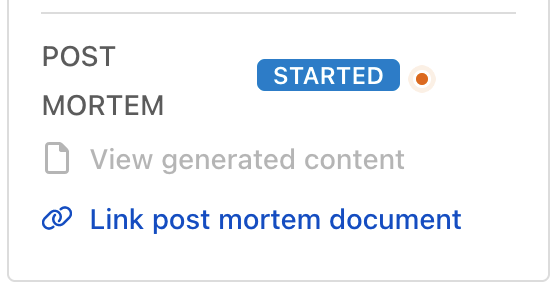 POST
MORTEM
STARTED
View generated content
Link post mortem document